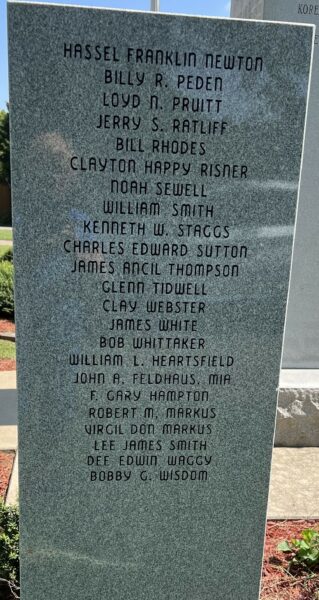 KORE
HASSEL FRANKLIN NEWTON
BILLY R. PEDEN
LOYD N. PRUITT
JERRY S. RATLIFF
BILL RHODES
CLAYTON HAPPY RISNER
NOAH SEWELL
WILLIAM SMITH
KENNETH W. STAGGS
CHARLES EDWARD SUTTON
JAMES ANCIL THOMPSON
GLENN TIDWELL
CLAY WEBSTER
JAMES WHITE
BOB WHITTAKER
WILLIAM L. HEARTSFIELD
JOHN A. FELDHAUS, MIA
F. GARY HAMPTON
ROBERT M. MARKUS
VIRGIL DON MARKUS
LEE JAMES SMITH
DEE EDWIN WAGGY
BOBBY G. WISDOM